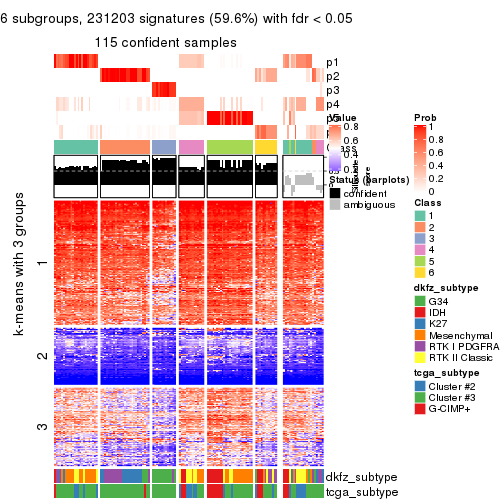 6 subgroups, 231203 signatures (59.6%) with fdr < 0.05
115 confident samples
p1
p2
p3
p4
Value
0.8
0.6
0.4
0.2
Status (barplots)
confident
ambiguous
Prob
1
0.8
0.6
0.4
0.2
0
Class
1
2
3
4
5
6
dkfz_subtype
G34
IDH
K27
Mesenchymal
RTK I PDGFRA
RTK II Classic
tcga_subtype
Cluster #2
Cluster #3
G-CIMP+
k-means with 3 groups
1
2
3
dkfz_subtype
tcga_subtype